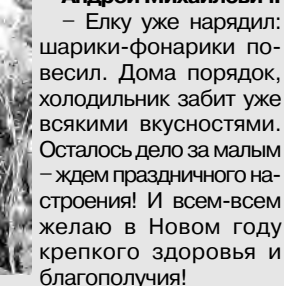 Андрей Михайлович:
– Елку уже нарядил:
шарики-фонарики по-
весил. Дома порядок,
холодильник забит уже
всякими вкусностями.
Осталось дело за малым
– ждем праздничного на-
строения! И всем-всем
желаю в Новом году
крепкого здоровья и
благополучия!